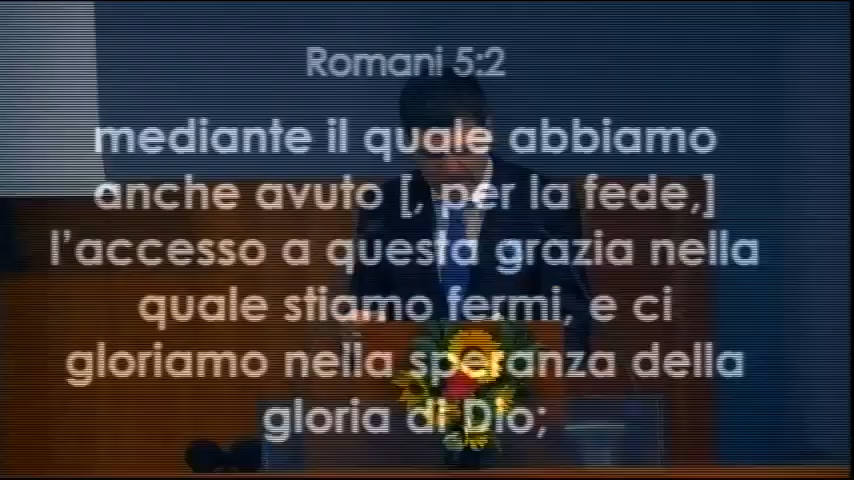 Romani 5:2
mediante il quale abbiamo
anche avuto [, per la fede,]
l'accesso a questa grazia nella
quale stiamo fermi, e ci
gloriamo nella speranza della
gloria di Dio;